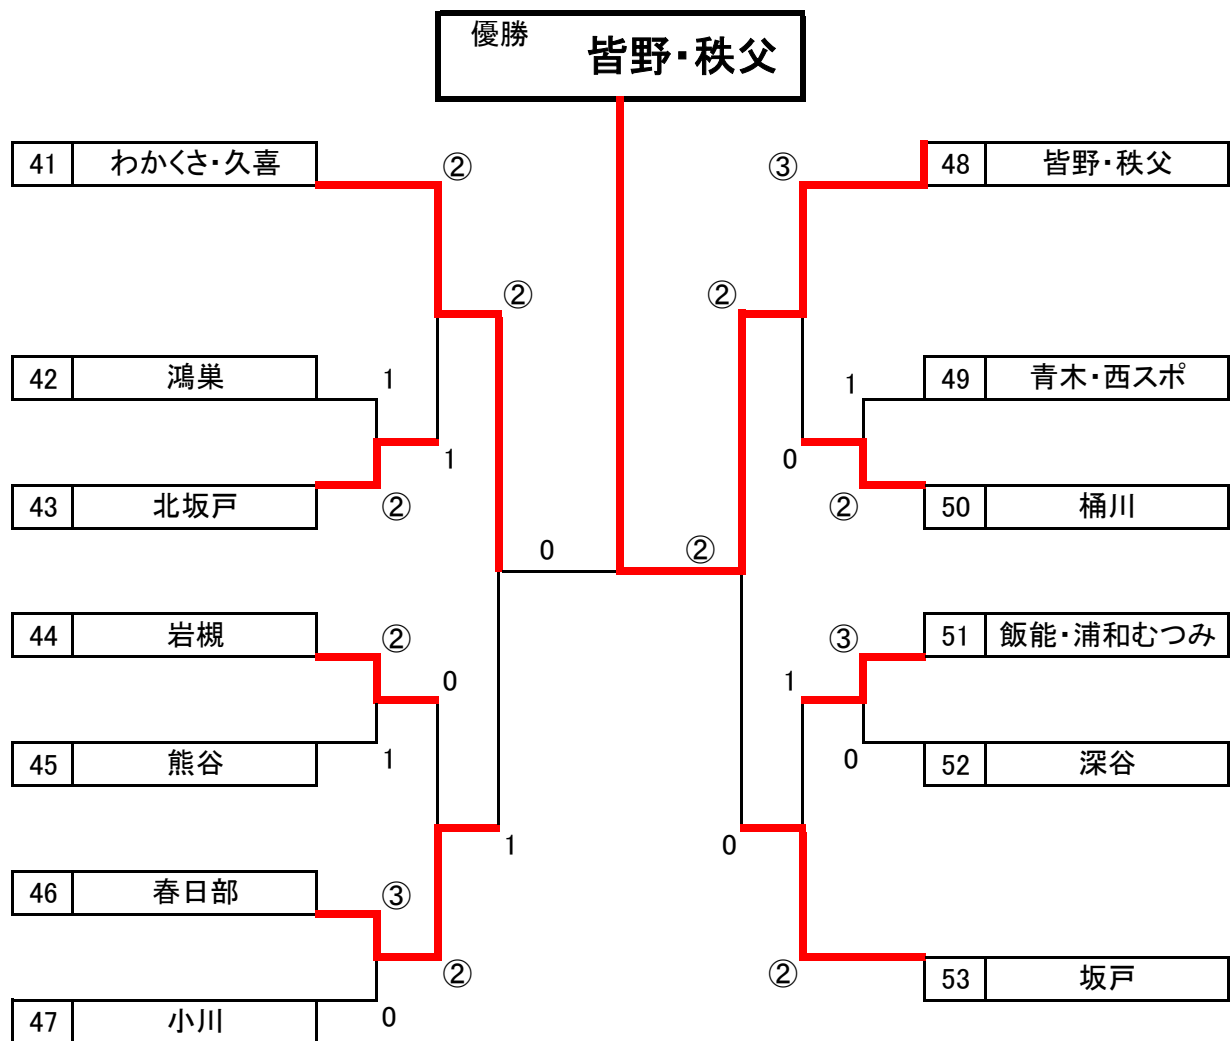 優勝 皆野・秩父
41 わかくさ・久喜 ② ③ 48 皆野・秩父
② ②
42 鴻巣 1 1 49 青木・西スポ
1 0
43 北坂戸 ② ② 50 桶川
0 ②
44 岩槻 ② ③ 51 飯能・浦和むつみ
0 1
45 熊谷 1 0 52 深谷
1 0
46 春日部 ③
② ② 53 坂戸
47 小川 0